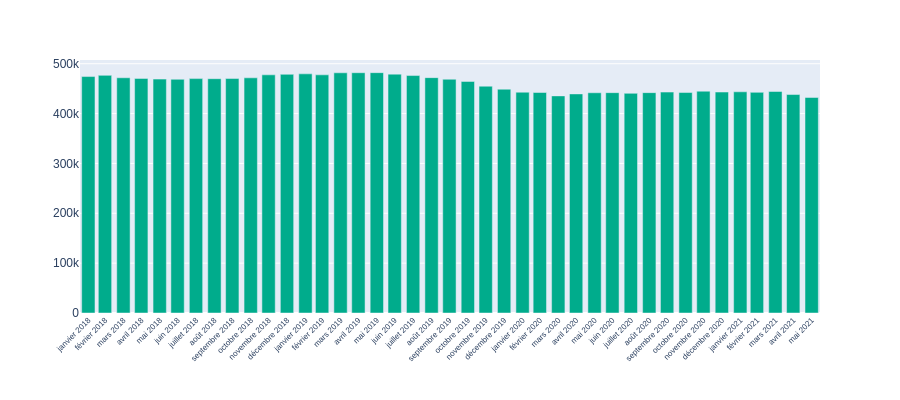 500k
400k
300k
200k
100k
0
janvier 2018
février 2018
mars 2018
avril 2018
mai 2018
juin 2018
juillet 2018
août 2018
septembre 2018
octobre 2018
novembre 2018
décembre 2018
janvier 2019
février 2019
mars 2019
avril 2019
mai 2019
juin 2019
juillet 2019
août 2019
septembre 2019
octobre 2019
novembre 2019
décembre 2019
janvier 2020
février 2020
mars 2020
avril 2020
mai 2020
juin 2020
juillet 2020
août 2020
septembre 2020
octobre 2020
novembre 2020
décembre 2020
janvier 2021
février 2021
mars 2021
avril 2021
mai 2021